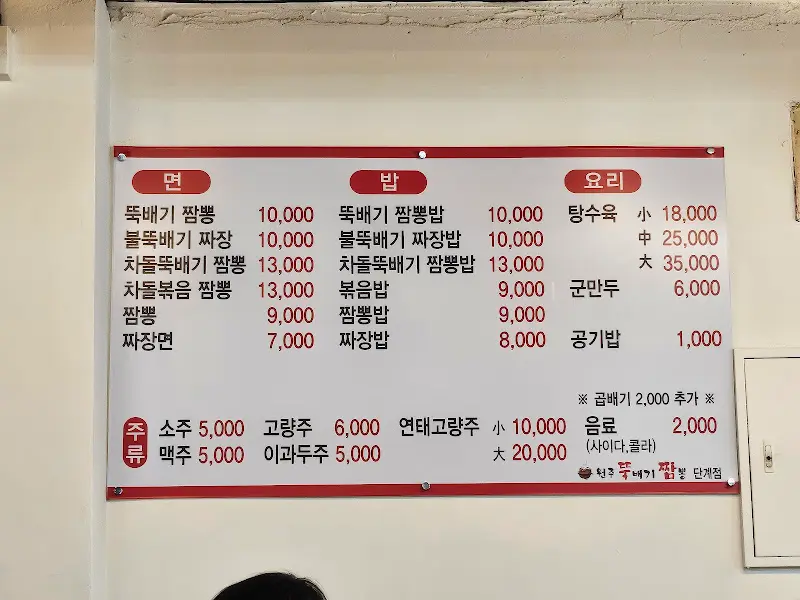 면
뚝배기 짬뽕 10,000
불뚝배기 짜장 10,000
차돌뚝배기 짬뽕 13,000
차돌볶음 짬뽕 13,000
짬뽕 9,000
짜장면 7,000
밥
뚝배기 짬뽕밥 10,000
불뚝배기 짜장밥 10,000
차돌뚝배기 짬뽕밥 13,000
볶음밥 9,000
짬뽕밥 9,000
짜장밥 8,000
요리
탕수육 小 18,000
中 25,000
大 35,000
군만두 6,000
공기밥 1,000
※ 곱배기 2,000 추가 ※
주류
소주 5,000 고량주 6,000 연태고량주 小 10,000 음료 2,000
맥주 5,000 이과두주 5,000 大 20,000 (사이다,콜라)
원주 뚝배기 짬뽕 단계점